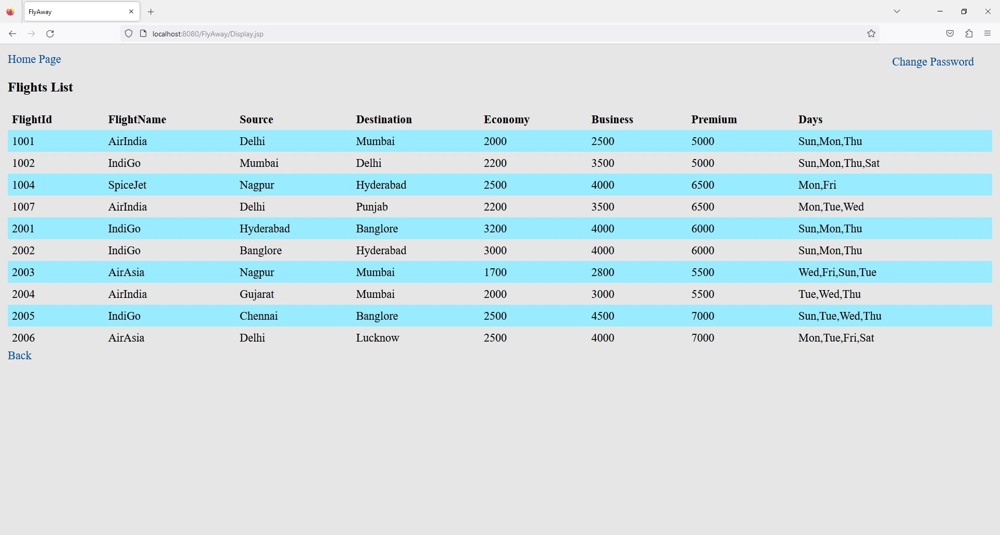 FlyAway
localhost:8080/FlyAway/Display.jsp
Home Page
Change Password
Flights List
FlightId FlightName Source Destination Economy Business Premium Days
1001 AirIndia Delhi Mumbai 2000 2500 5000 Sun,Mon,Thu
1002 IndiGo Mumbai Delhi 2200 3500 5000 Sun,Mon,Thu,Sat
1004 SpiceJet Nagpur Hyderabad 2500 4000 6500 Mon,Fri
1007 AirIndia Delhi Punjab 2200 3500 6500 Mon,Tue,Wed
2001 IndiGo Hyderabad Banglore 3200 4000 6000 Sun,Mon,Thu
2002 IndiGo Banglore Hyderabad 3000 4000 6000 Sun,Mon,Thu
2003 AirAsia Nagpur Mumbai 1700 2800 5500 Wed,Fri,Sun,Tue
2004 AirIndia Gujarat Mumbai 2000 3000 5500 Tue,Wed,Thu
2005 IndiGo Chennai Banglore 2500 4500 7000 Sun,Tue,Wed,Thu
2006 AirAsia Delhi Lucknow 2500 4000 7000 Mon,Tue,Fri,Sat
Back